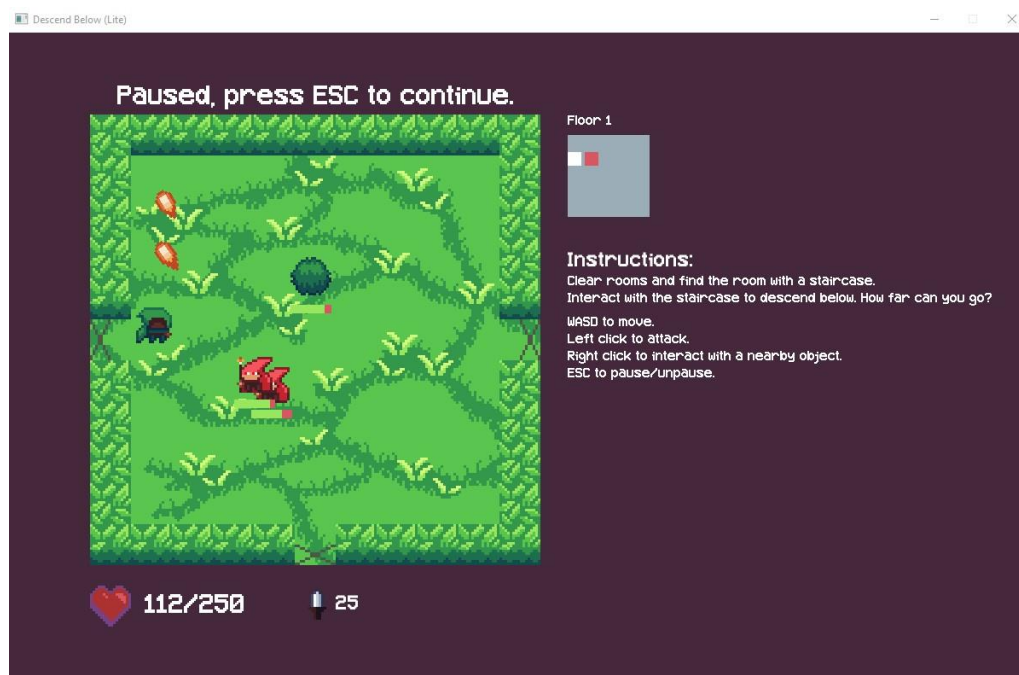 Descend Below (Lite)
Paused, press ESC to continue.
Floor 1
Instructions:
Clear rooms and find the room with a staircase.
Interact with the staircase to descend below. How far can you go?
WASD to move.
Left click to attack.
Right click to interact with a nearby object.
ESC to pause/unpause.
112/250
25